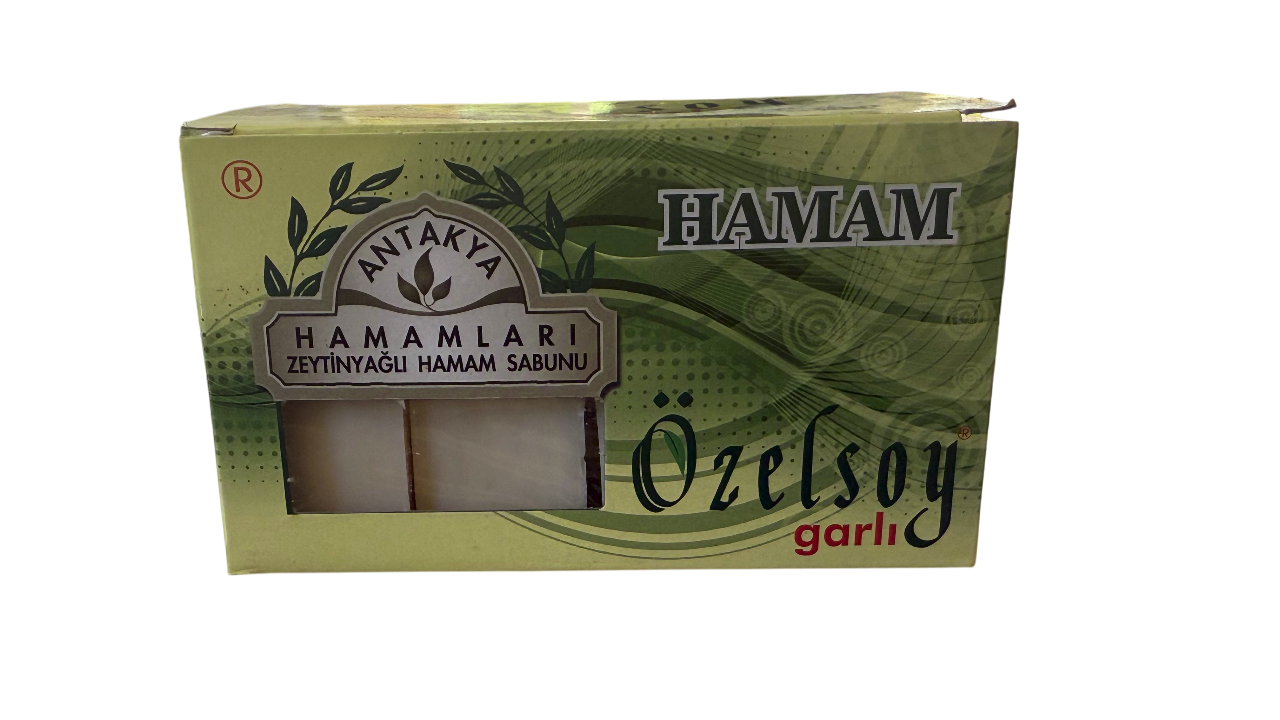 ®
ANTAKYA
HAMAMLARI
ZEYTİNYAĞLI HAMAM SABUNU
HAMAM
Özelsoy®
garlı